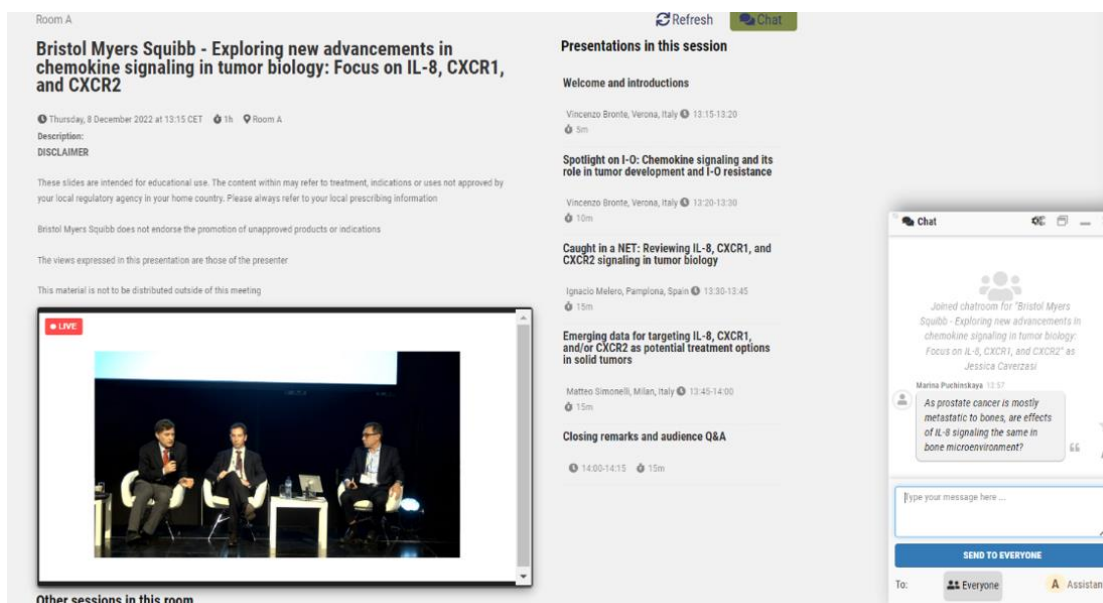 Room A
Refresh
Chat
Bristol Myers Squibb - Exploring new advancements in
chemokine signaling in tumor biology: Focus on IL-8, CXCR1,
and CXCR2
Thursday, 8 December 2022 at 13:15 CET 1h Room A
Description:
DISCLAIMER
These slides are intended for educational use. The content within may refer to treatment, indications or uses not approved by
your local regulatory agency in your home country. Please always refer to your local prescribing information
Bristol Myers Squibb does not endorse the promotion of unapproved products or indications
The views expressed in this presentation are those of the presenter
This material is not to be distributed outside of this meeting
LIVE
Other sessions in this room
Presentations in this session
Welcome and introductions
Vincenzo Bronte, Verona, Italy 13:15-13:20
5m
Spotlight on I-O: Chemokine signaling and its
role in tumor development and I-O resistance
Vincenzo Bronte, Verona, Italy 13:20-13:30
10m
Caught in a NET: Reviewing IL-8, CXCR1, and
CXCR2 signaling in tumor biology
Ignacio Melero, Pamplona, Spain 13:30-13:45
15m
Emerging data for targeting IL-8, CXCR1,
and/or CXCR2 as potential treatment options
in solid tumors
Matteo Simonelli, Milan, Italy 13:45-14:00
15m
Closing remarks and audience Q&A
14:00-14:15 15m
Chat
Joined chatroom for "Bristol Myers
Squibb - Exploring new advancements in
chemokine signaling in tumor biology:
Focus on IL-8, CXCR1, and CXCR2" as
Jessica Caverzasi
Marina Puchinskaya 13:57
As prostate cancer is mostly
metastatic to bones, are effects
of IL-8 signaling the same in
bone microenvironment?
Type your message here ...
SEND TO EVERYONE
To: Everyone A Assistan